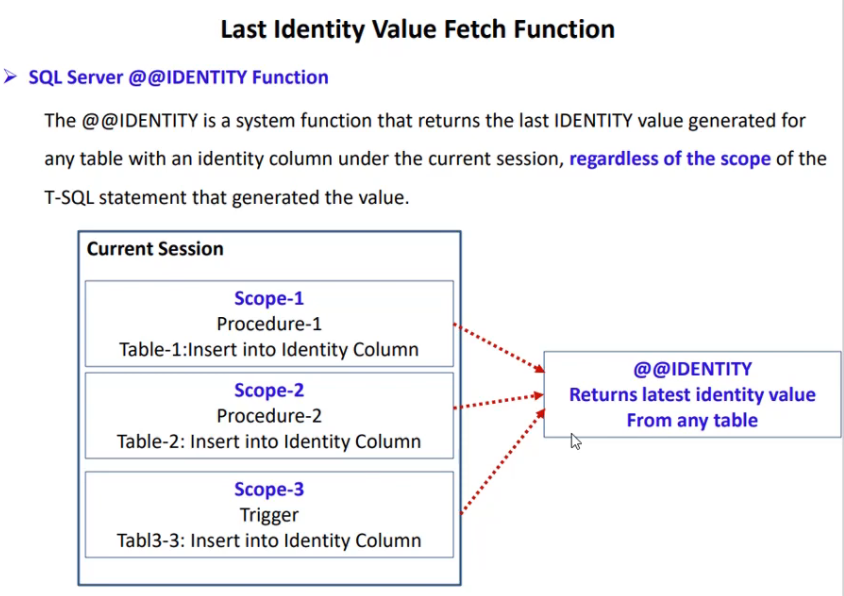 Last Identity Value Fetch Function
➢ SQL Server @@IDENTITY Function
The @@IDENTITY is a system function that returns the last IDENTITY value generated for
any table with an identity column under the current session, regardless of the scope of the
T-SQL statement that generated the value.
Current Session
Scope-1
Procedure-1
Table-1:Insert into Identity Column
Scope-2
Procedure-2
Table-2: Insert into Identity Column
Scope-3
Trigger
Tabl3-3: Insert into Identity Column
@@IDENTITY
Returns latest identity value
From any table